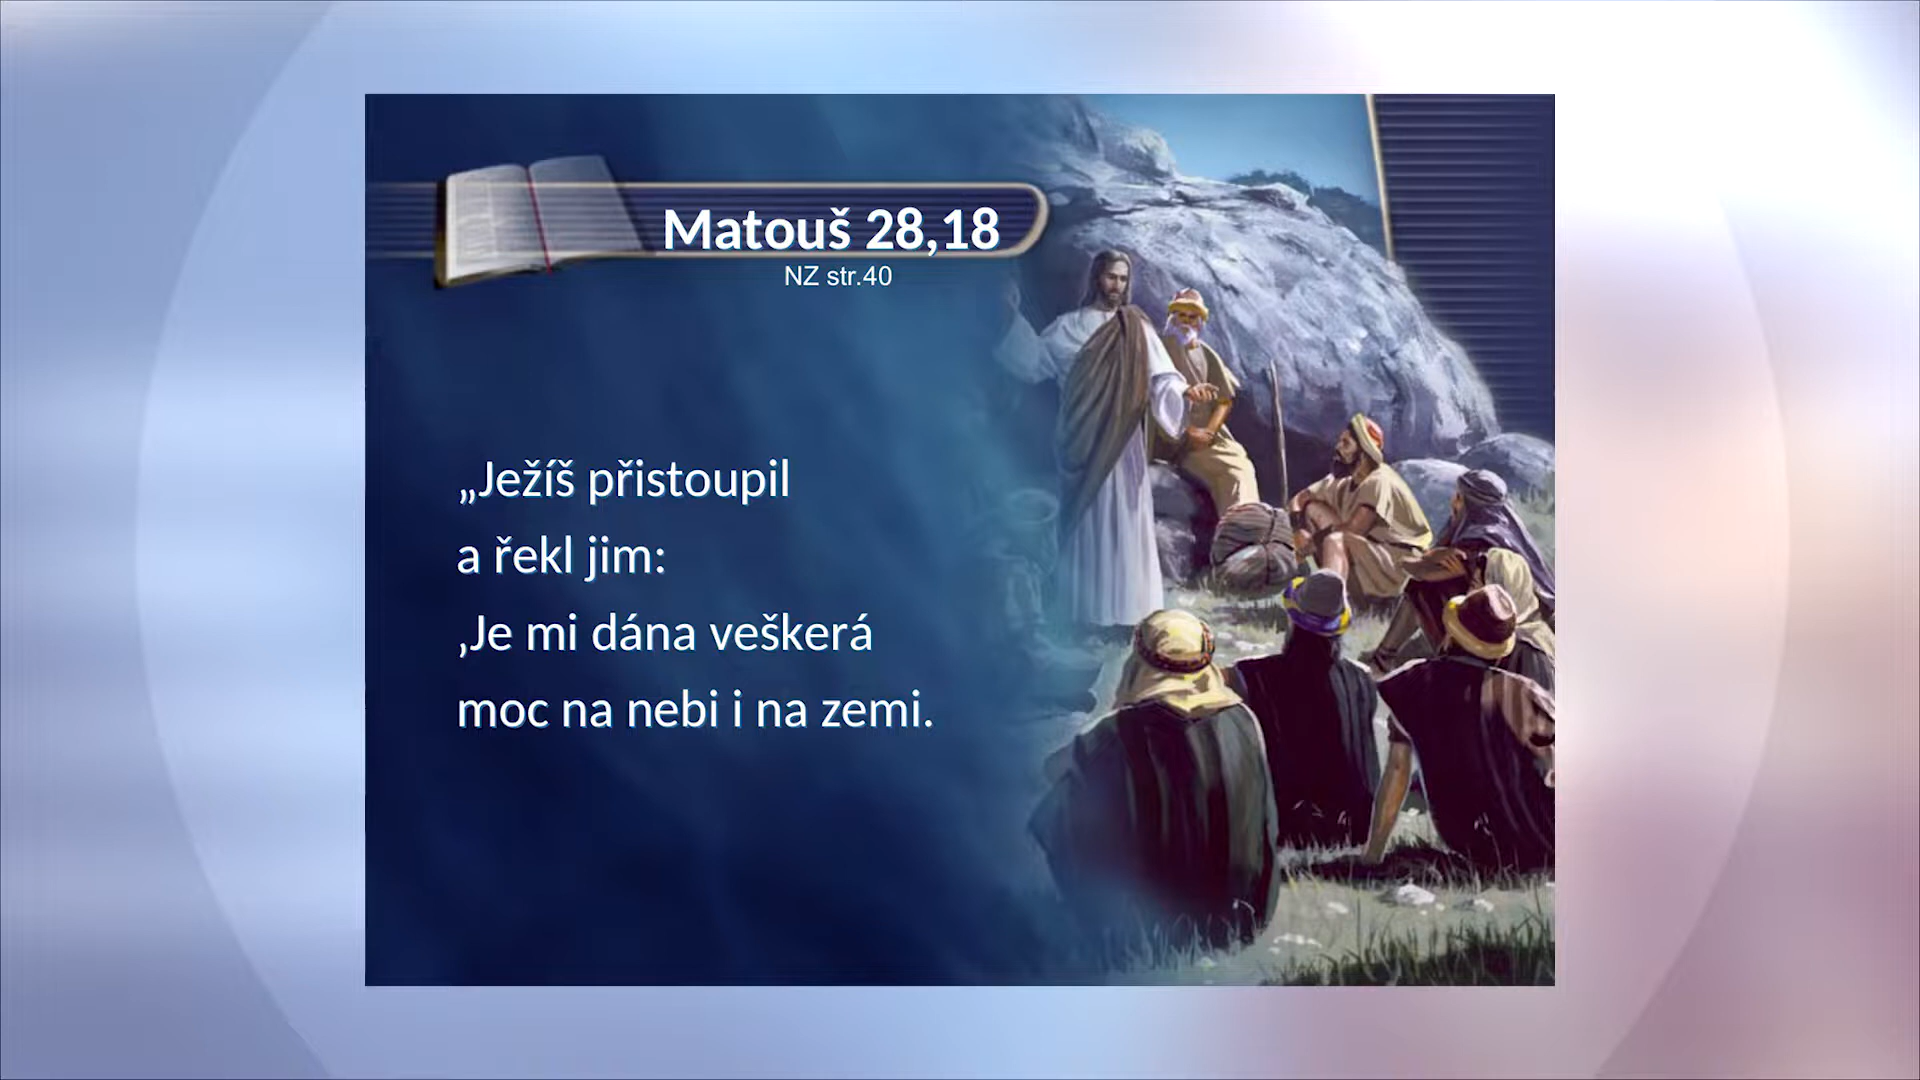 Matouš 28,18
NZ str.40
„Ježíš přistoupil
a řekl jim:
‚Je mi dána veškerá
moc na nebi i na zemi.